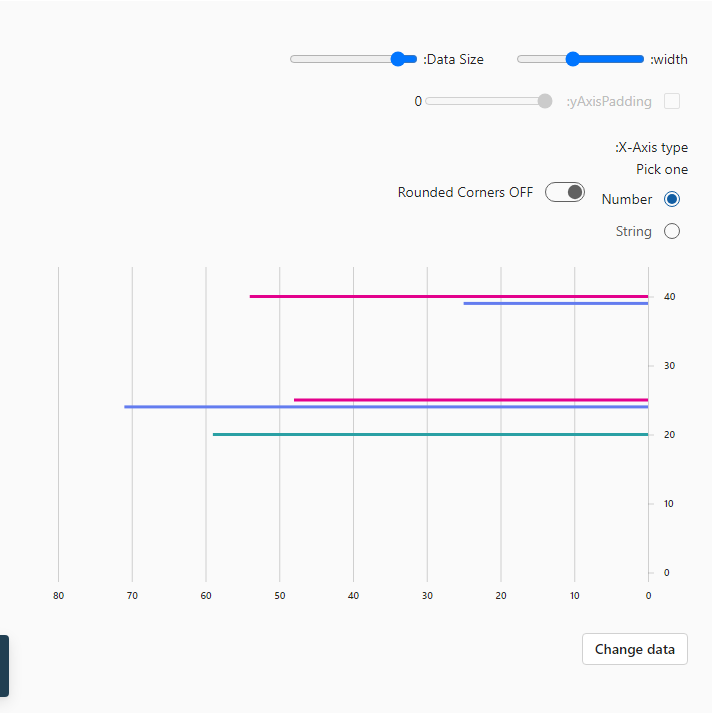 :width
:Data Size
:yAxisPadding
0
:X-Axis type
Pick one
Number
Rounded Corners OFF
String
40
30
20
10
0
80 70 60 50 40 30 20 10 0
Change data